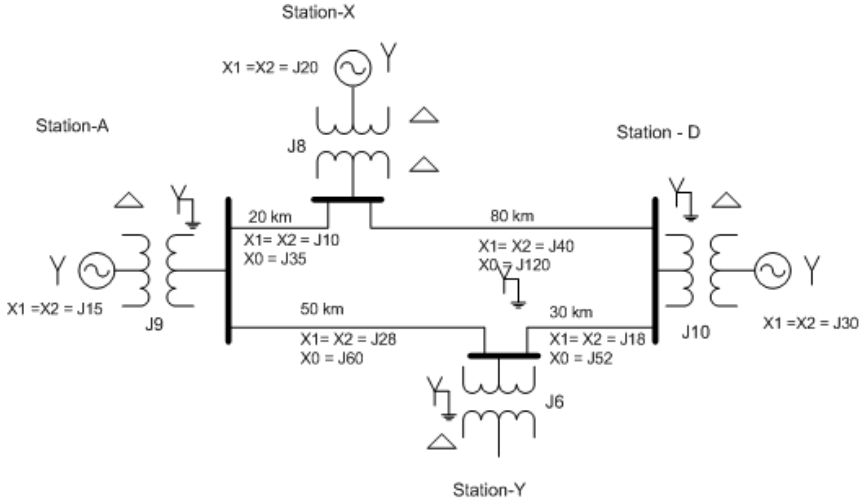 Station-X
X1 =X2 = J20
Y
Station-A
J8
Station - D
20 km
X1= X2 = J10
X0 = J35
80 km
X1= X2 = J40
X0 = J120
Y
Y
X1 =X2 = J15
J9
50 km
X1= X2 = J28
X0 = J60
Y
30 km
X1= X2 = J18
X0 = J52
Y
J10
Y
X1 =X2 = J30
Y
J6
Station-Y